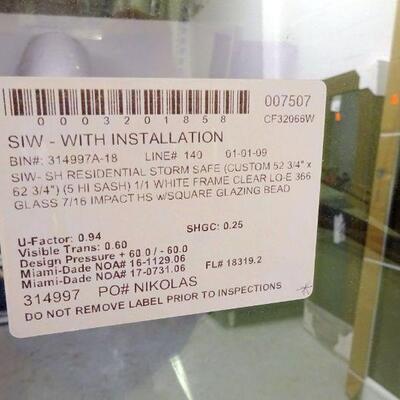 007507
0003201858
CF32066W
SIW - WITH INSTALLATION
BIN#: 314997A-18 LINE# 140 01-01-09
SIW- SH RESIDENTIAL STORM SAFE (CUSTOM 52 3/4" x
62 3/4") (5 HI SASH) 1/1 WHITE FRAME CLEAR LO-E 366
GLASS 7/16 IMPACT HS w/SQUARE GLAZING BEAD
U-Factor: 0.94 SHGC: 0.25
Visible Trans: 0.60
Design Pressure + 60.0 / - 60.0
Miami-Dade NOA# 16-1129.06 FL# 18319.2
Miami-Dade NOA# 17-0731.06
314997 PO# NIKOLAS
DO NOT REMOVE LABEL PRIOR TO INSPECTIONS